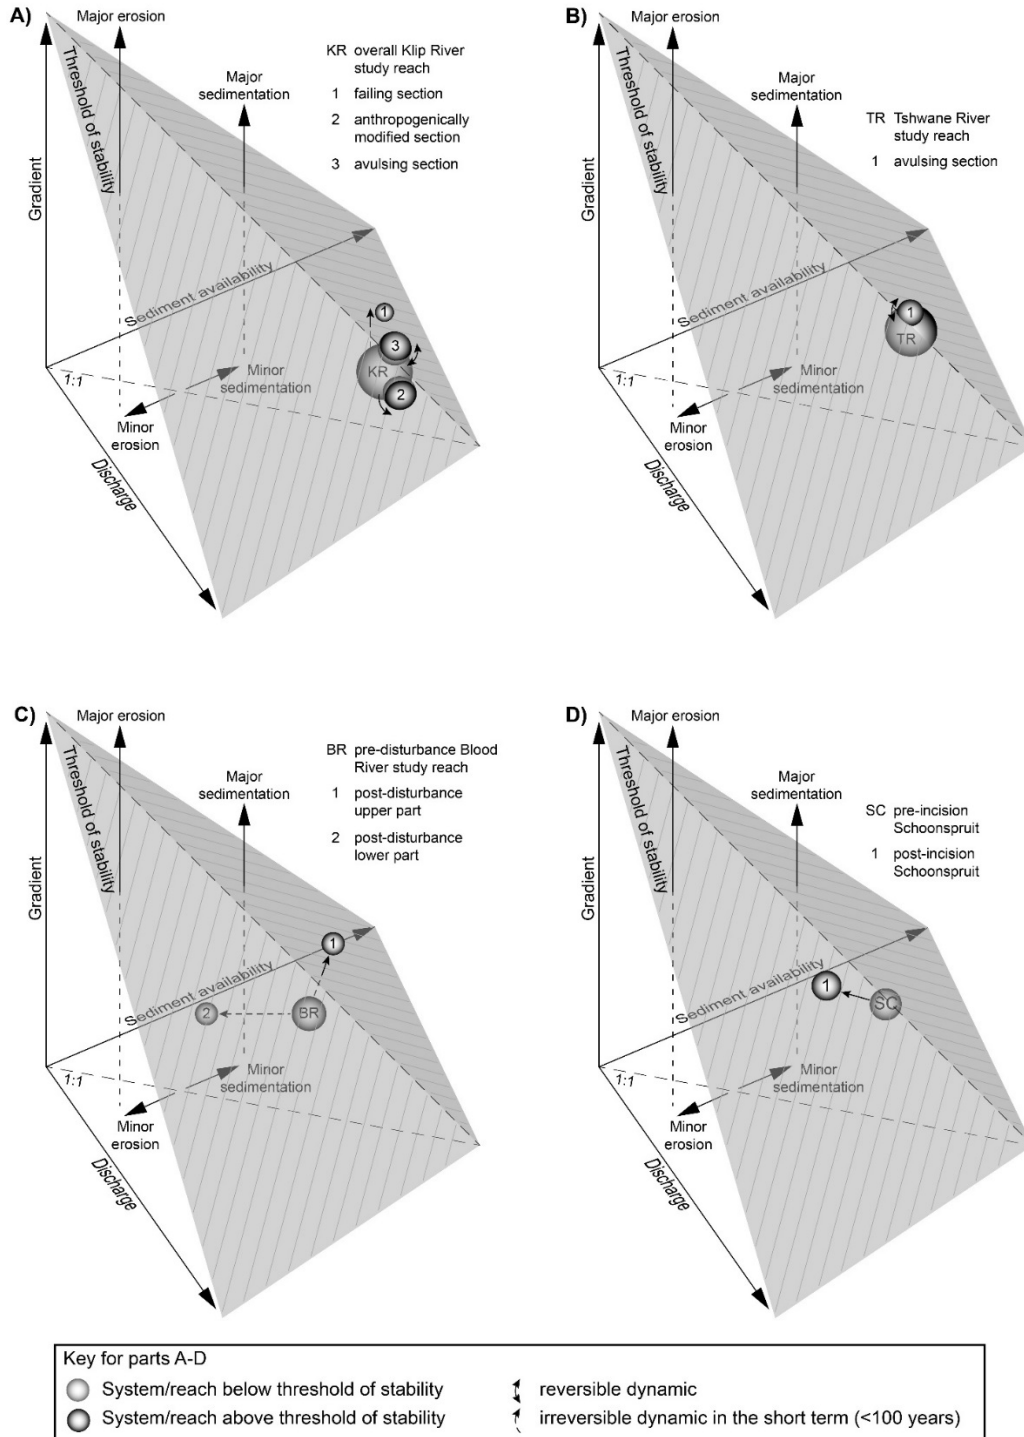 A)
Major erosion
Threshold of stability
Gradient
Major
sedimentation
KR overall Klip River
study reach
1 failing section
2 anthropogenically
modified section
3 avulsing section
Sediment availability
1
3
KR
2
1:1
Minor
sedimentation
Minor
erosion
Discharge
B)
Major erosion
Threshold of stability
Gradient
Major
sedimentation
TR Tshwane River
study reach
1 avulsing section
Sediment availability
1
TR
1:1
Minor
sedimentation
Minor
erosion
Discharge
C)
Major erosion
Threshold of stability
Gradient
Major
sedimentation
BR pre-disturbance Blood
River study reach
1 post-disturbance
upper part
2 post-disturbance
lower part
Sediment availability
1
2
BR
1:1
Minor
sedimentation
Minor
erosion
Discharge
D)
Major erosion
Threshold of stability
Gradient
Major
sedimentation
SC pre-incision
Schoonspruit
1 post-incision
Schoonspruit
Sediment availability
1
SC
1:1
Minor
sedimentation
Minor
erosion
Discharge
Key for parts A-D
System/reach below threshold of stability
reversible dynamic
System/reach above threshold of stability
irreversible dynamic in the short term (<100 years)